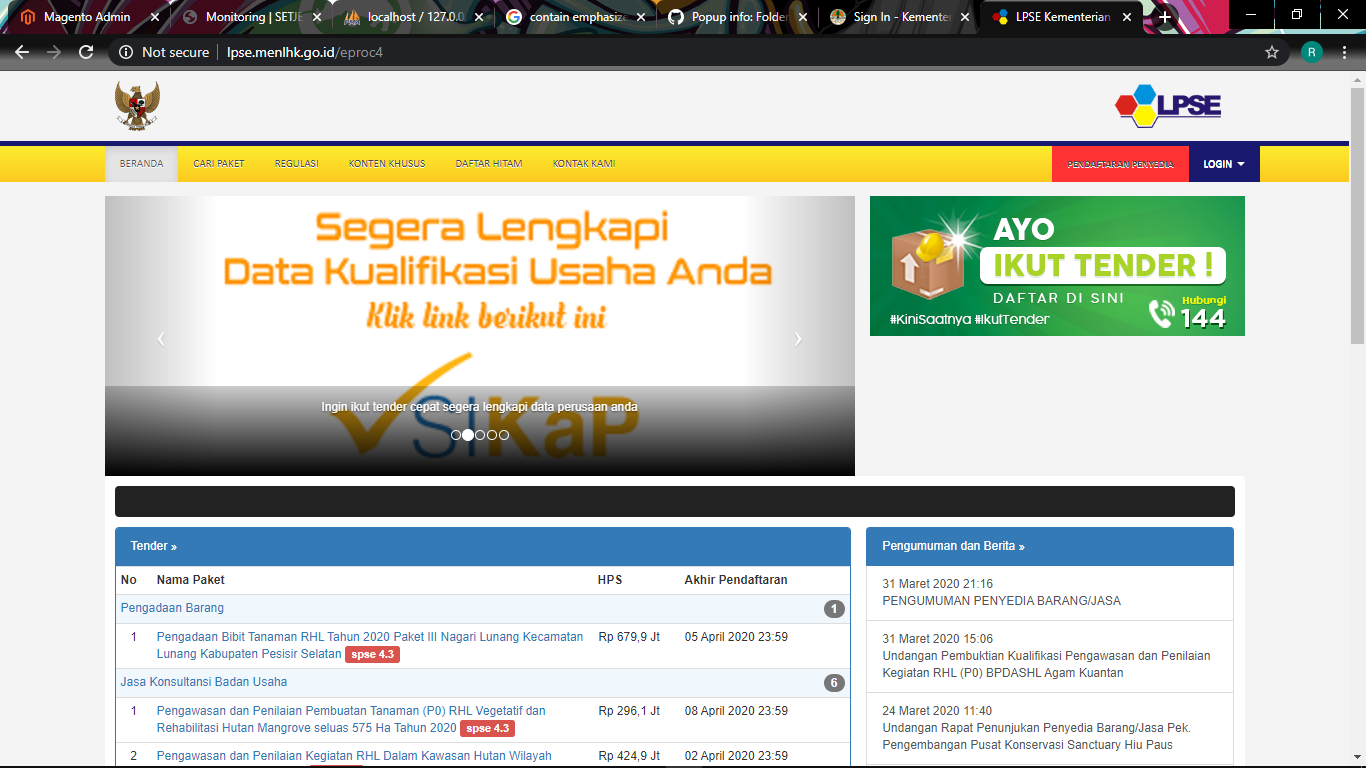 Magento Admin
Monitoring | SETJE
localhost / 127.0.0
contain emphasize
Popup info: Folder
Sign In - Kementer
LPSE Kementerian
Not secure
lpse.menlhk.go.id/eproc4
R
LPSE
BERANDA
CARI PAKET
REGULASI
KONTEN KHUSUS
DAFTAR HITAM
KONTAK KAMI
PENDAFTARAN PENYEDIA
LOGIN
Segera Lengkapi
Data Kualifikasi Usaha Anda
Klik link berikut ini
SIKaP
Ingin ikut tender cepat segera lengkapi data perusaan anda
AYO
IKUT TENDER !
DAFTAR DI SINI
#KiniSaatnya #IkutTender
Hubungi
144
Tender »
No Nama Paket HPS Akhir Pendaftaran
Pengadaan Barang 1
1 Pengadaan Bibit Tanaman RHL Tahun 2020 Paket III Nagari Lunang Kecamatan Rp 679,9 Jt 05 April 2020 23:59
Lunang Kabupaten Pesisir Selatan spse 4.3
Jasa Konsultansi Badan Usaha 6
1 Pengawasan dan Penilaian Pembuatan Tanaman (P0) RHL Vegetatif dan Rp 296,1 Jt 08 April 2020 23:59
Rehabilitasi Hutan Mangrove seluas 575 Ha Tahun 2020 spse 4.3
2 Pengawasan dan Penilaian Kegiatan RHL Dalam Kawasan Hutan Wilayah Rp 424,9 Jt 02 April 2020 23:59
Pengumuman dan Berita »
31 Maret 2020 21:16
PENGUMUMAN PENYEDIA BARANG/JASA
31 Maret 2020 15:06
Undangan Pembuktian Kualifikasi Pengawasan dan Penilaian
Kegiatan RHL (P0) BPDASHL Agam Kuantan
24 Maret 2020 11:40
Undangan Rapat Penunjukan Penyedia Barang/Jasa Pek.
Pengembangan Pusat Konservasi Sanctuary Hiu Paus